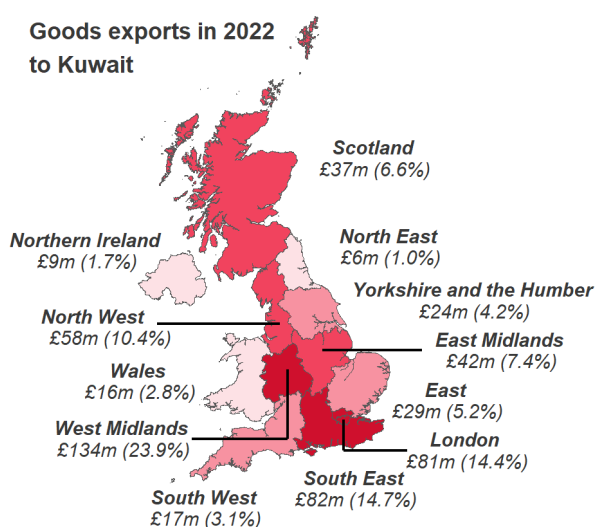 Goods exports in 2022
to Kuwait
Scotland
£37m (6.6%)
Northern Ireland
£9m (1.7%)
North East
£6m (1.0%)
Yorkshire and the Humber
£24m (4.2%)
North West
£58m (10.4%)
East Midlands
£42m (7.4%)
Wales
£16m (2.8%)
East
£29m (5.2%)
West Midlands
£134m (23.9%)
London
£81m (14.4%)
South East
£82m (14.7%)
South West
£17m (3.1%)